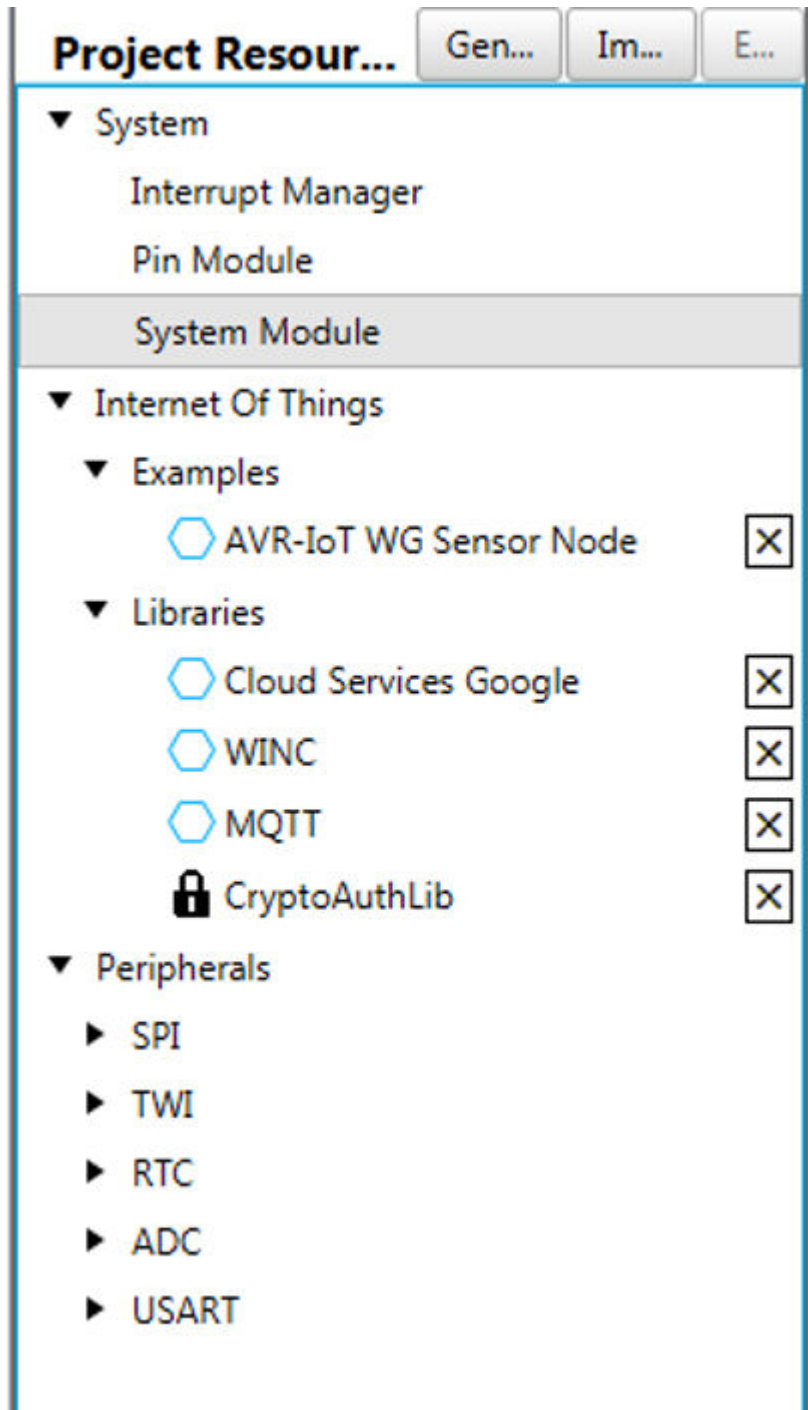 Project Resour... Gen... Im... E...
System
Interrupt Manager
Pin Module
System Module
Internet Of Things
Examples
AVR-IoT WG Sensor Node
Libraries
Cloud Services Google
WINC
MQTT
CryptoAuthLib
Peripherals
SPI
TWI
RTC
ADC
USART